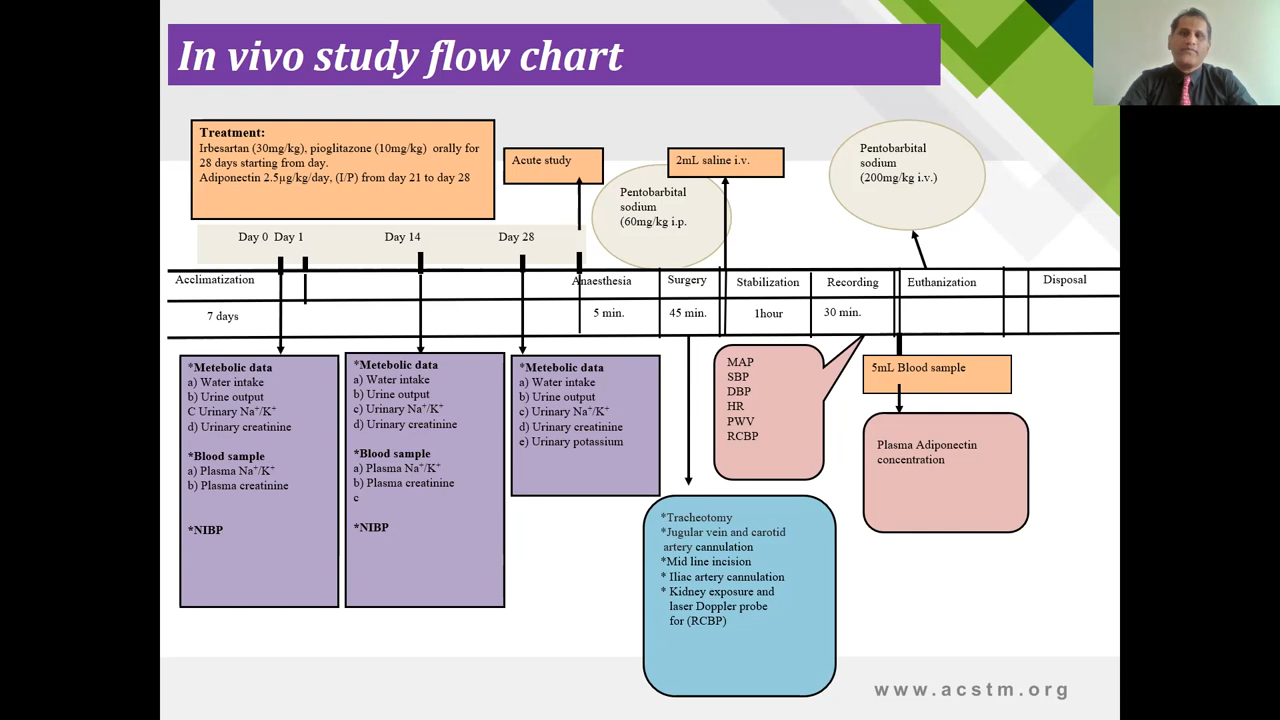 In vivo study flow chart
Treatment:
Irbesartan (30mg/kg), pioglitazone (10mg/kg) orally for
28 days starting from day.
Adiponectin 2.5µg/kg/day, (I/P) from day 21 to day 28
Acute study
2mL saline i.v.
Pentobarbital
sodium
(60mg/kg i.p.
Pentobarbital
sodium
(200mg/kg i.v.)
Day 0 Day 1
Day 14
Day 28
Acclimatization
Anaesthesia
Surgery
Stabilization
Recording
Euthanization
Disposal
7 days
5 min.
45 min.
1hour
30 min.
*Metebolic data
a) Water intake
b) Urine output
C Urinary Na⁺/K⁺
d) Urinary creatinine
*Blood sample
a) Plasma Na⁺/K⁺
b) Plasma creatinine
*NIBP
*Metebolic data
a) Water intake
b) Urine output
c) Urinary Na⁺/K⁺
d) Urinary creatinine
*Blood sample
a) Plasma Na⁺/K⁺
b) Plasma creatinine
c
*NIBP
*Metebolic data
a) Water intake
b) Urine output
c) Urinary Na⁺/K⁺
d) Urinary creatinine
e) Urinary potassium
MAP
SBP
DBP
HR
PWV
RCBP
5mL Blood sample
Plasma Adiponectin
concentration
*Tracheotomy
*Jugular vein and carotid
artery cannulation
*Mid line incision
* Iliac artery cannulation
* Kidney exposure and
laser Doppler probe
for (RCBP)
www.acstm.org